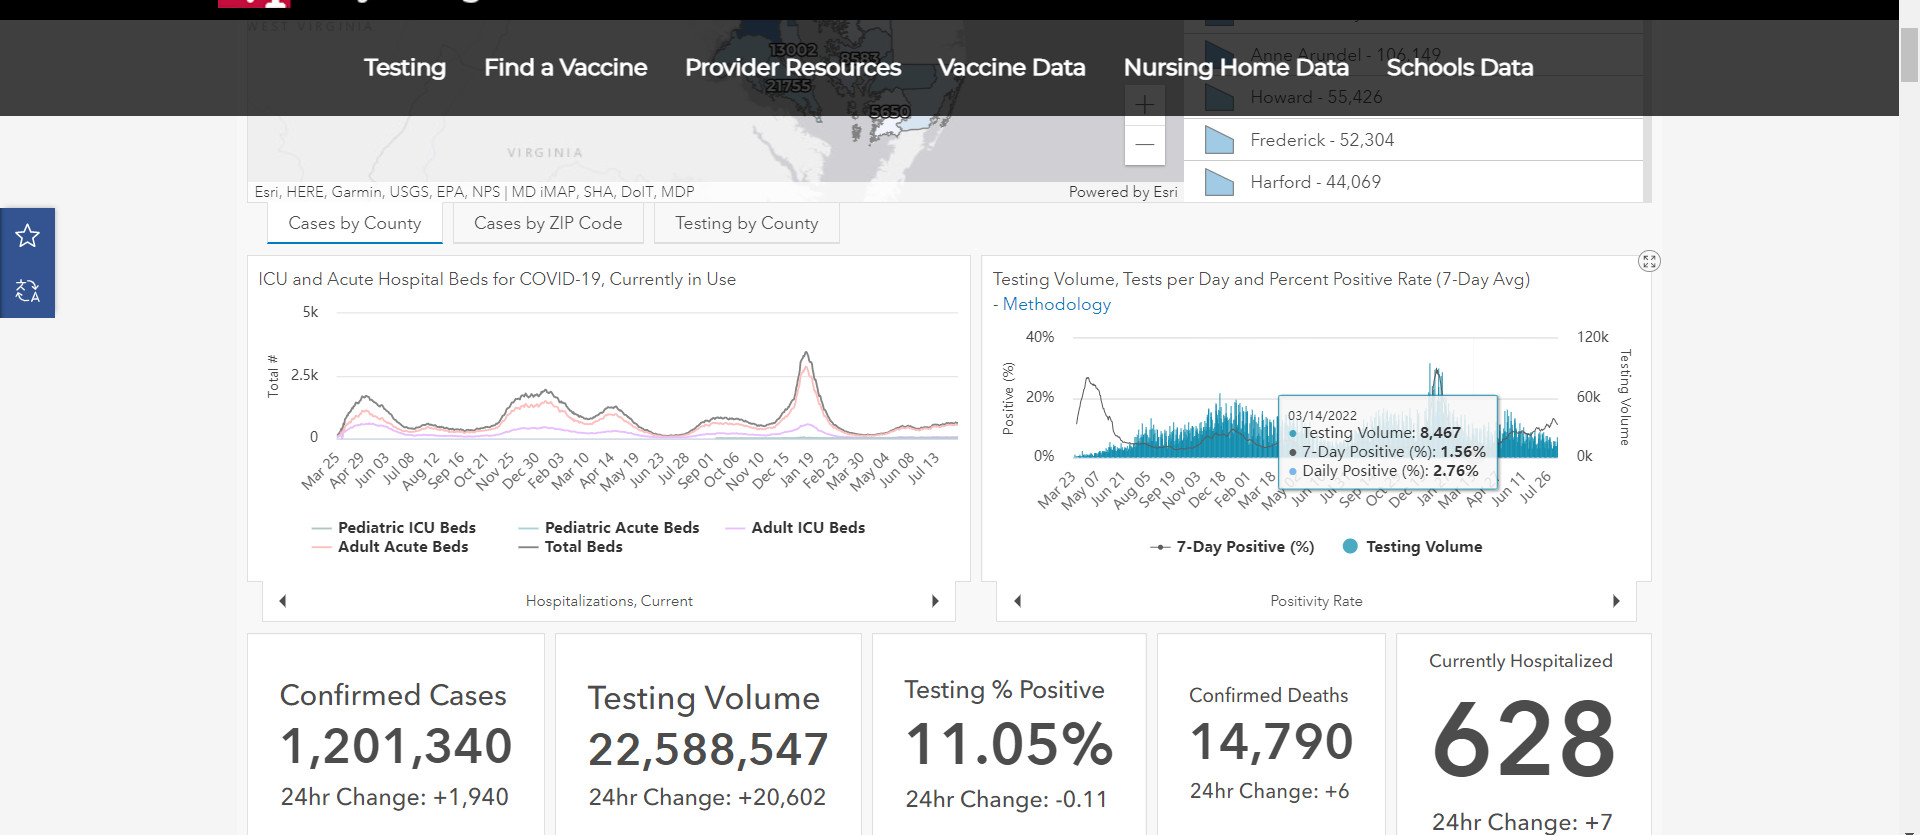 WEST VIRGINIA
13002
8583
21755
5650
Anne Arundel - 106,149
Testing Find a Vaccine Provider Resources Vaccine Data Nursing Home Data Schools Data
Howard - 55,426
+
Frederick - 52,304
VIRGINIA
—
Harford - 44,069
Esri, HERE, Garmin, USGS, EPA, NPS | MD iMAP, SHA, DoIT, MDP
Powered by Esri
Cases by County Cases by ZIP Code Testing by County
ICU and Acute Hospital Beds for COVID-19, Currently in Use
5k
2.5k
0
Total #
Mar 25 Apr 29 Jun 03 Jul 08 Aug 12 Sep 16 Oct 21 Nov 25 Dec 30 Feb 03 Mar 10 Apr 14 May 19 Jun 23 Jul 28 Sep 01 Oct 06 Nov 10 Dec 15 Jan 19 Feb 23 Mar 30 May 04 Jun 08 Jul 13
Pediatric ICU Beds Pediatric Acute Beds Adult ICU Beds
Adult Acute Beds Total Beds
Hospitalizations, Current
Testing Volume, Tests per Day and Percent Positive Rate (7-Day Avg)
- Methodology
40% 120k
20% 60k
0% 0k
Positive (%)
Testing Volume
03/14/2022
Testing Volume: 8,467
7-Day Positive (%): 1.56%
Daily Positive (%): 2.76%
Mar 23 May 07 Jun 21 Aug 05 Sep 19 Nov 03 Dec 18 Feb 01 Mar 18 Jun 11 Jul 26
7-Day Positive (%) Testing Volume
Positivity Rate
Confirmed Cases
1,201,340
24hr Change: +1,940
Testing Volume
22,588,547
24hr Change: +20,602
Testing % Positive
11.05%
24hr Change: -0.11
Confirmed Deaths
14,790
24hr Change: +6
Currently Hospitalized
628
24hr Change: +7